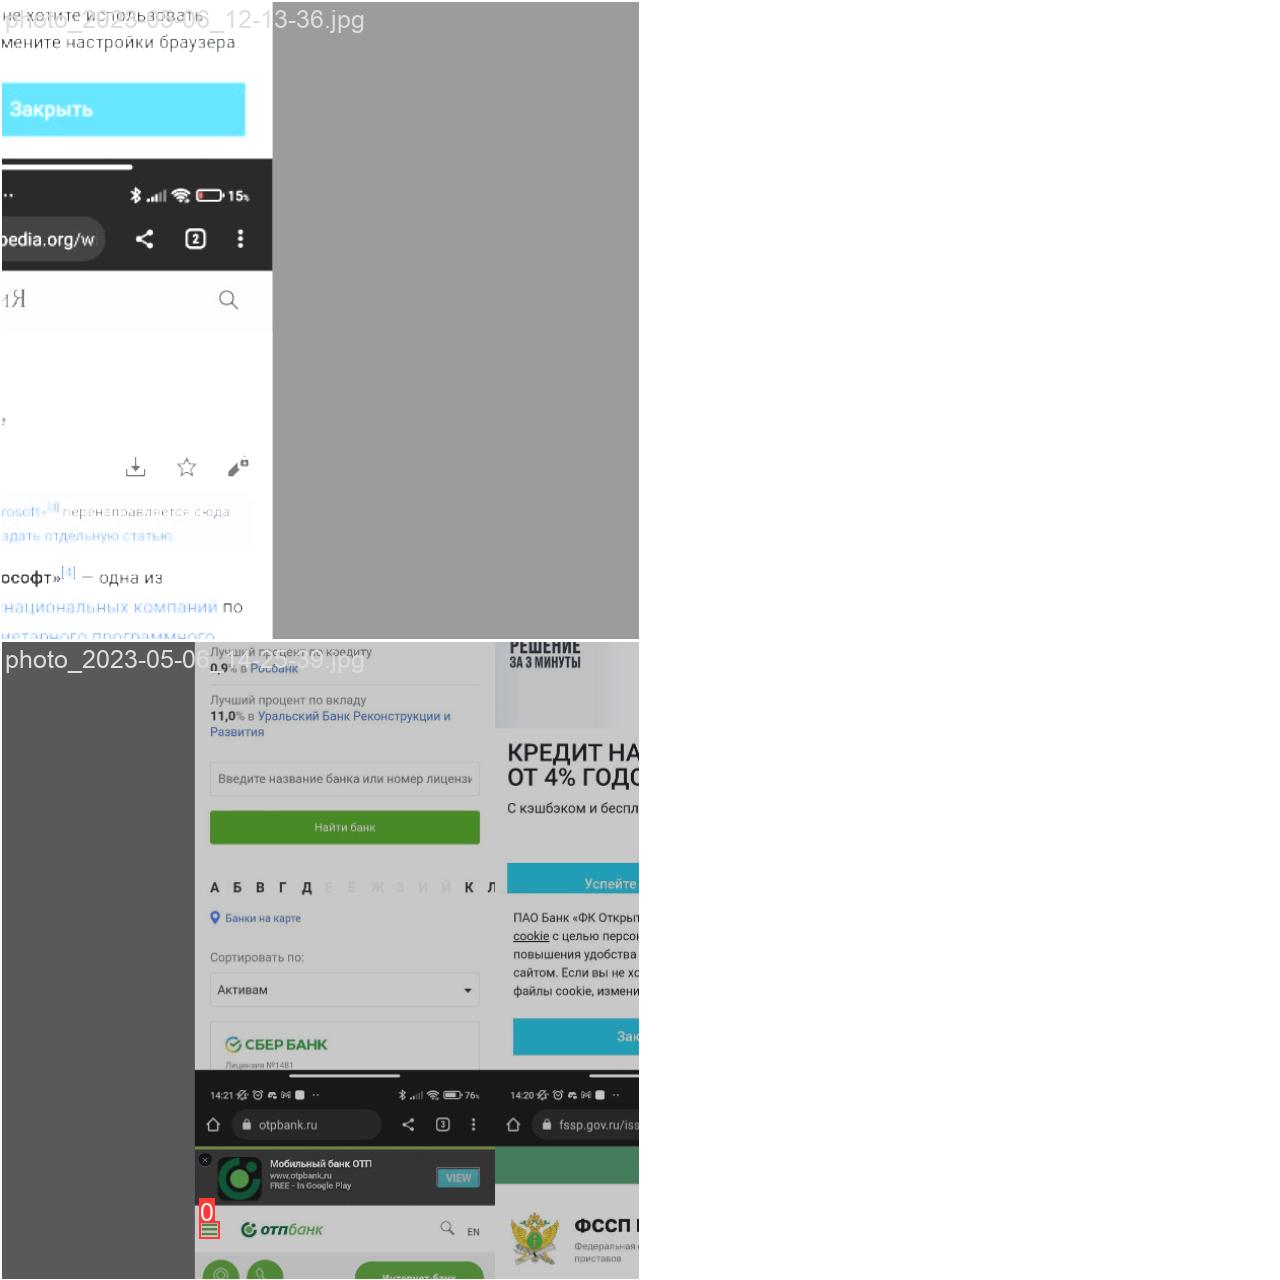 не хотите использовать
photo_2023-05-06_12-13-36.jpg
мените настройки браузера.
Закрыть
15%
pedia.org/w
2
иЯ
rosoft»[d] перенаправляется сюда.
здать отдельную статью.
ософт»[4] — одна из
национальных компаний по
иетарного программного
photo_2023-05-06_14-25-39.jpg
Лучший процент по кредиту
0,9% в Росбанк
Лучший процент по вкладу
11,0% в Уральский Банк Реконструкции и
Развития
Введите название банка или номер лицензи
Найти банк
А Б В Г Д Е Ё Ж З И Й К Л
Банки на карте
Сортировать по:
Активам
СБЕР БАНК
Лицензия №1481
РЕШЕНИЕ
ЗА 3 МИНУТЫ
КРЕДИТ НА
ОТ 4% ГОДО
С кэшбэком и беспл
Успейте
ПАО Банк «ФК Открыт
cookie с целью персон
повышения удобства
сайтом. Если вы не хо
файлы cookie, измени
Зак
14:21
76%
otpbank.ru
3
Мобильный банк ОТП
www.otpbank.ru
FREE - In Google Play
VIEW
0
отпбанк
EN
Интернет-банк
14:20
fssp.gov.ru/iss
ФССП
Федеральная
приставов